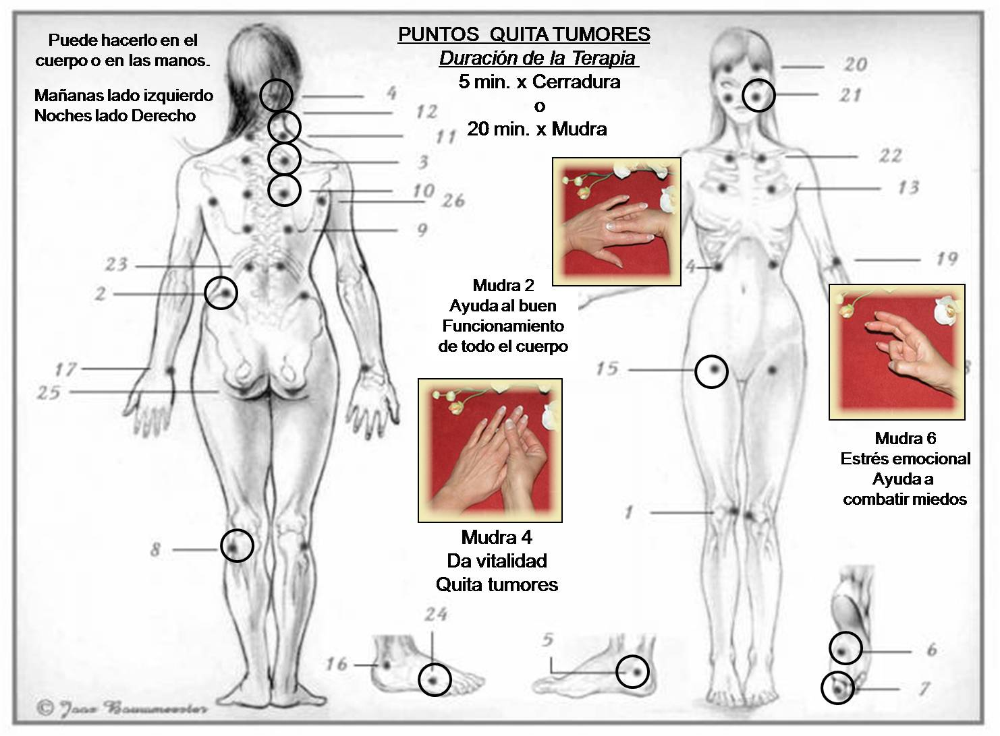 Puede hacerlo en el
cuerpo o en las manos.
Mañanas lado izquierdo
Noches lado Derecho
PUNTOS QUITA TUMORES
Duración de la Terapia
5 min. x Cerradura
o
20 min. x Mudra
4
12
11
3
10
26
9
23
2
17
25
8
20
21
22
13
19
4
15
1
Mudra 2
Ayuda al buen
Funcionamiento
de todo el cuerpo
Mudra 6
Estrés emocional
Ayuda a
combatir miedos
Mudra 4
Da vitalidad
Quita tumores
24
16
5
6
7